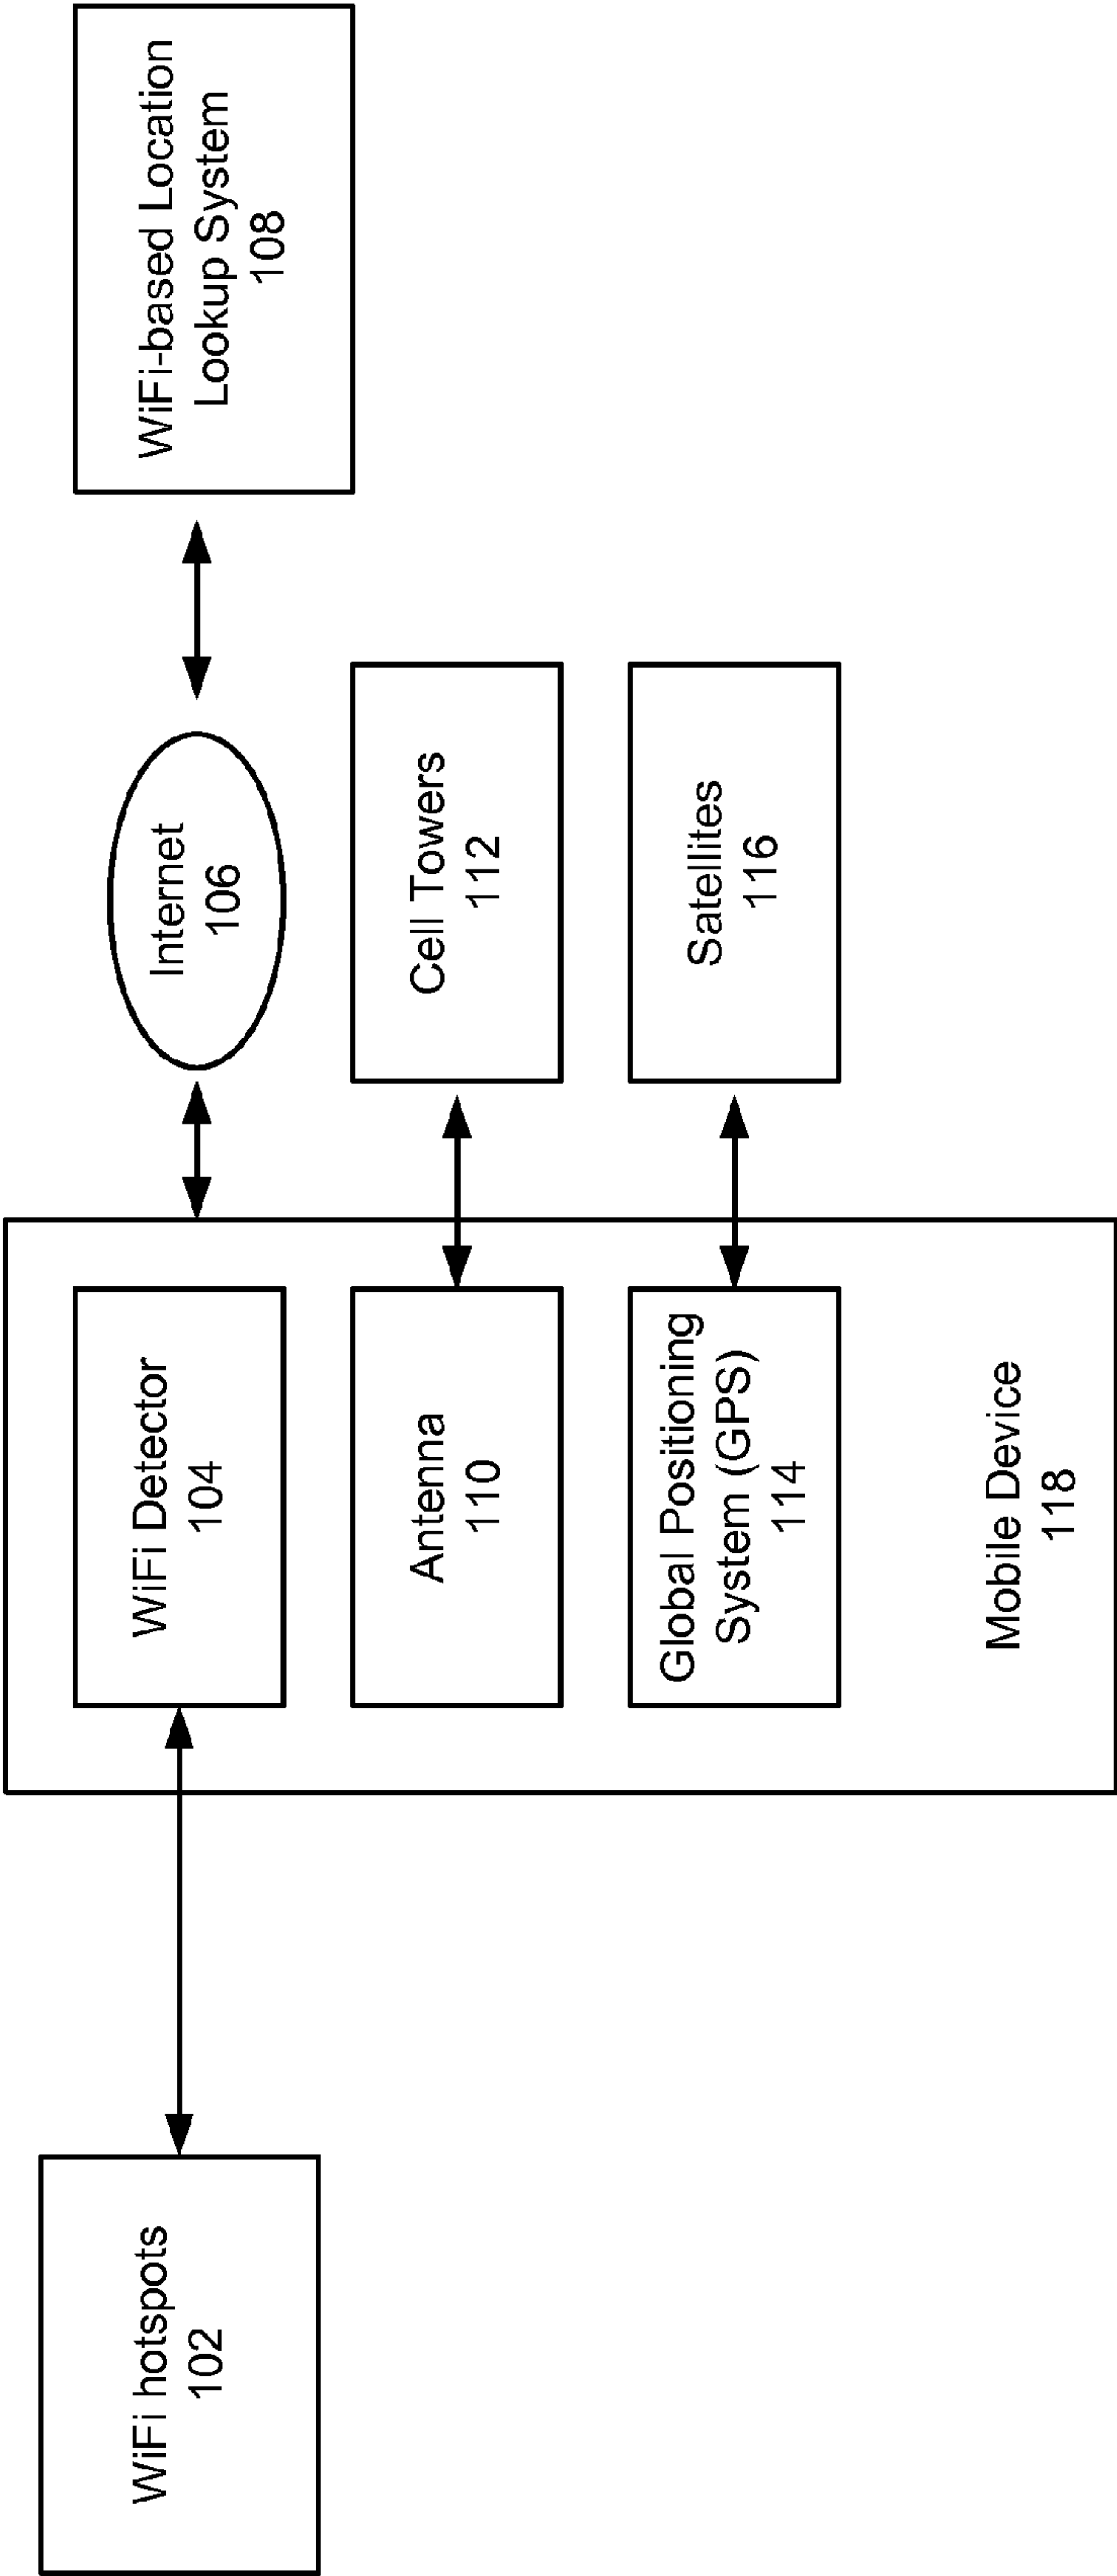 WiFi hotspots
102
WiFi Detector
104
Antenna
110
Global Positioning
System (GPS)
114
Mobile Device
118
Internet
106
Cell Towers
112
Satellites
116
WiFi-based Location
Lookup System
108